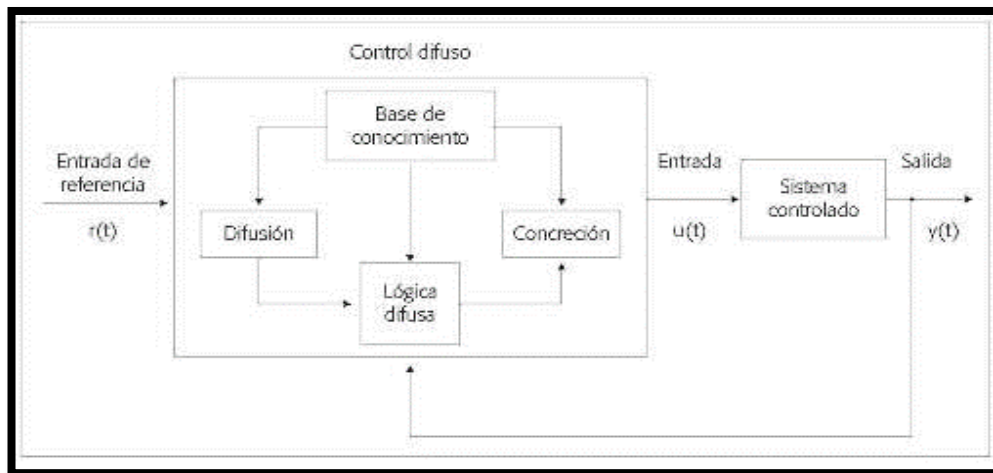 Control difuso
Base de
conocimiento
Entrada de
referencia
r(t)
Difusión
Lógica
difusa
Concreción
Entrada
u(t)
Sistema
controlado
Salida
y(t)